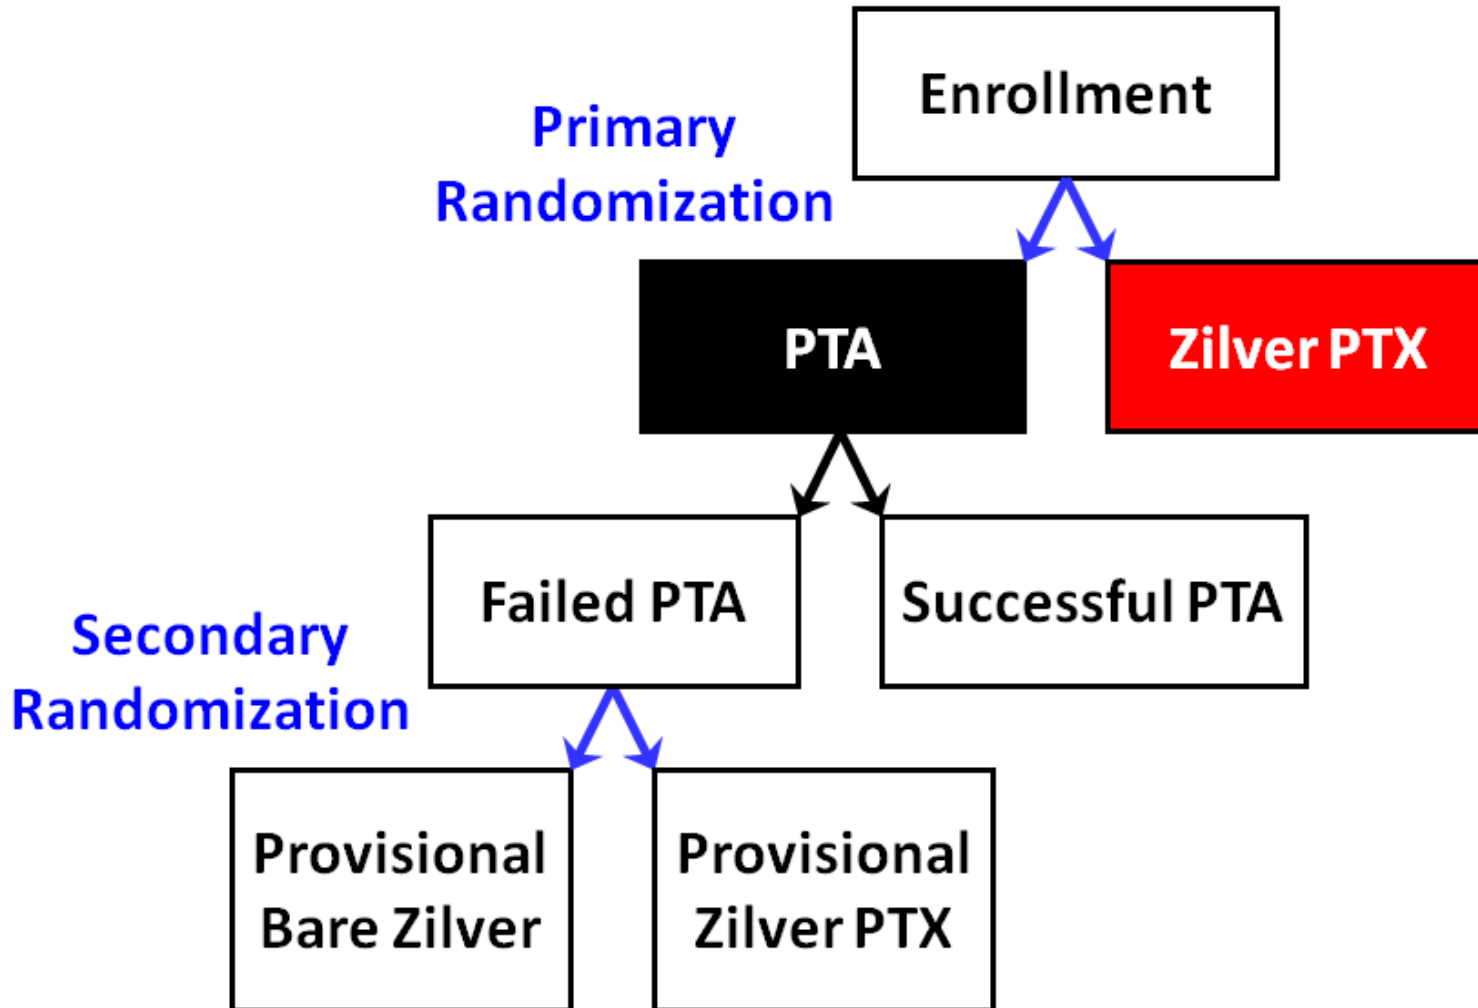 Enrollment
Primary
Randomization
PTA
Zilver PTX
Failed PTA
Successful PTA
Secondary
Randomization
Provisional
Bare Zilver
Provisional
Zilver PTX